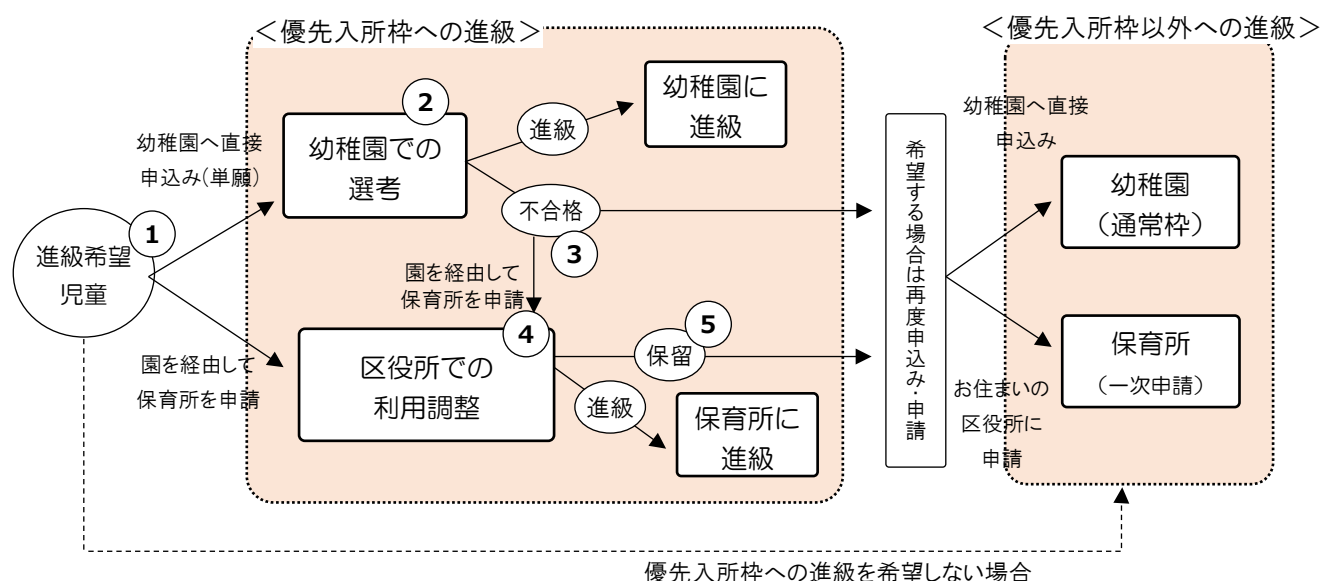 ＜優先入所枠への進級＞
＜優先入所枠以外への進級＞
進級希望
児童
1
幼稚園へ直接
申込み（単願）
園を経由して
保育所を申請
2
幼稚園での
選考
進級
幼稚園に
進級
不合格
3
園を経由して
保育所を申請
4
区役所での
利用調整
保留
5
進級
保育所に
進級
希望する場合は再度申込み・申請
幼稚園へ直接
申込み
幼稚園
（通常枠）
お住まいの
区役所に
申請
保育所
（一次申請）
優先入所枠への進級を希望しない場合